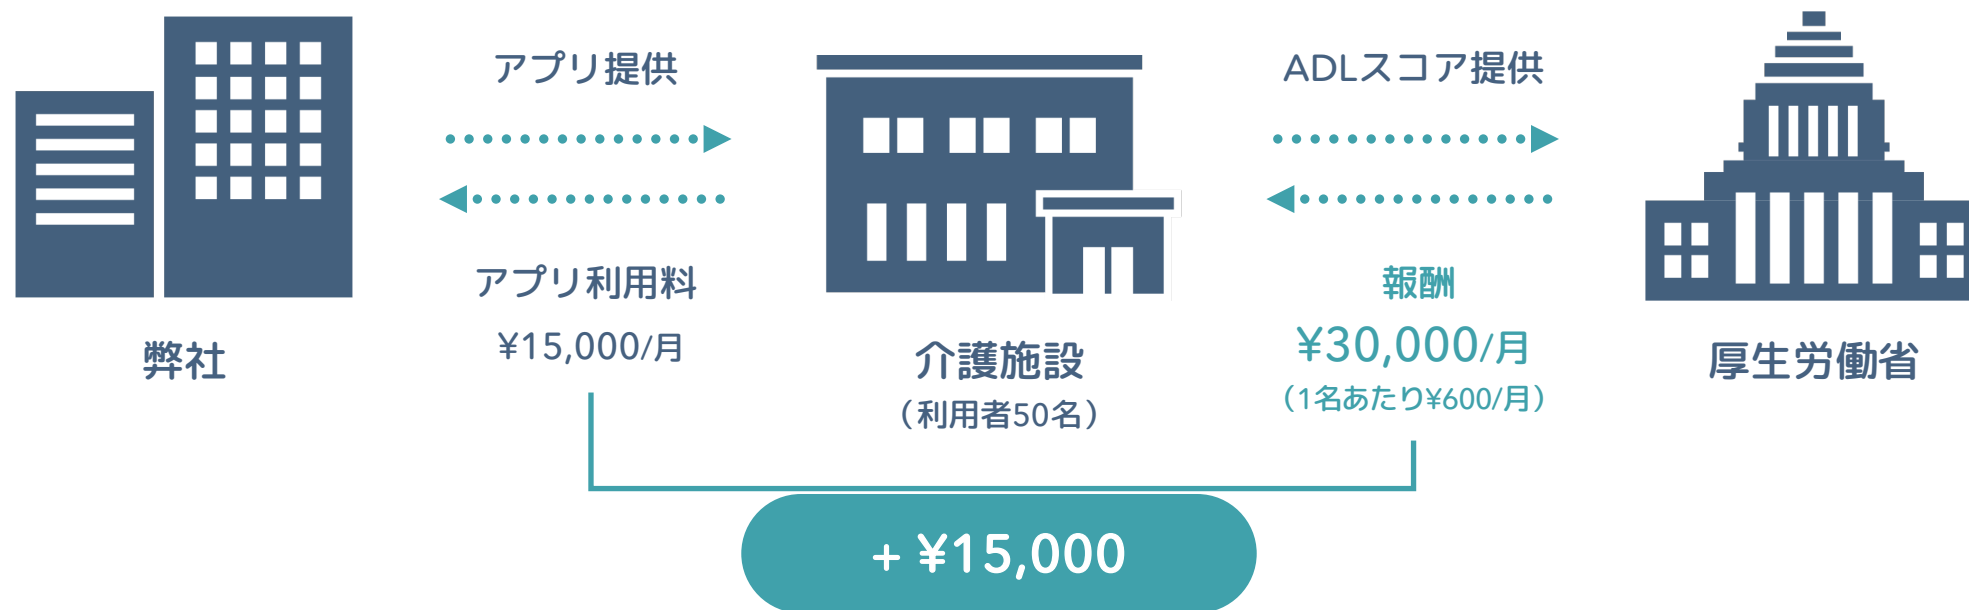 アプリ提供
アプリ利用料
¥15,000/月
弊社
介護施設
（利用者50名）
ADLスコア提供
報酬
¥30,000/月
（1名あたり¥600/月）
厚生労働省
+ ¥15,000